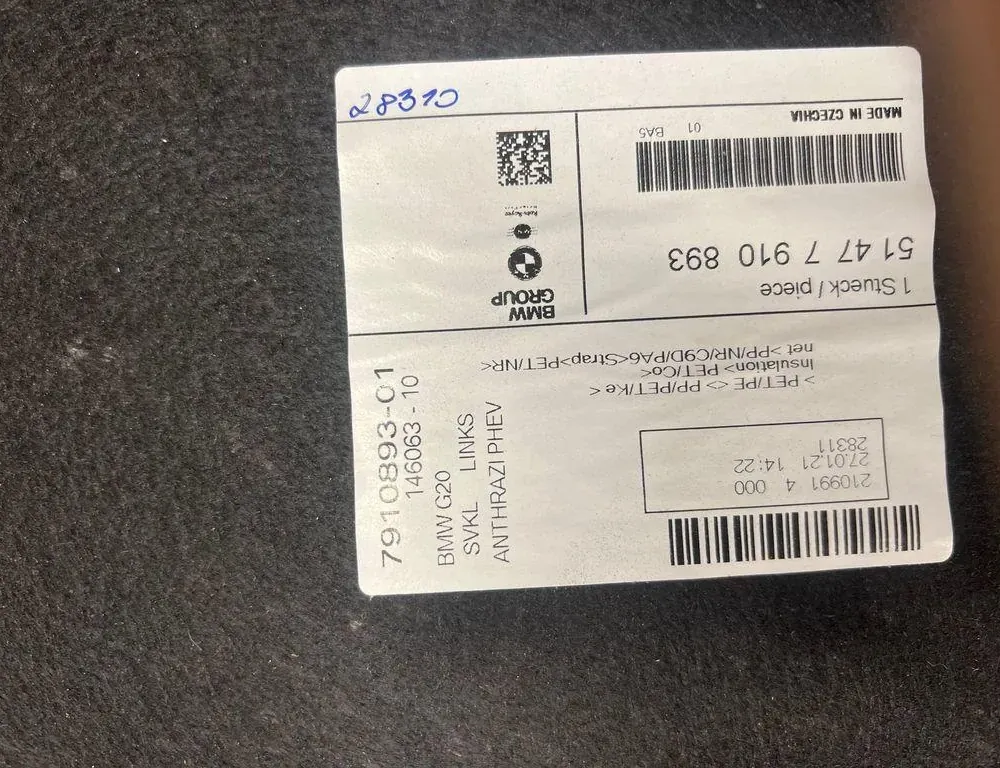 28310
MADE IN CZECHIA
01 BA5
51 47 7 910 893
1 Stueck / piece
BMW
GROUP
> PET/PE <> PP/PET/Ke <
Insulation> PET/Co<
net >PP/NR/C9D/PA6<Strap>PET/NR<
210991 4 000
27.01.21 14:22
28311
7910893-01
146063 - 10
BMW G20
SVKL LINKS
ANTHRAZI PHEV